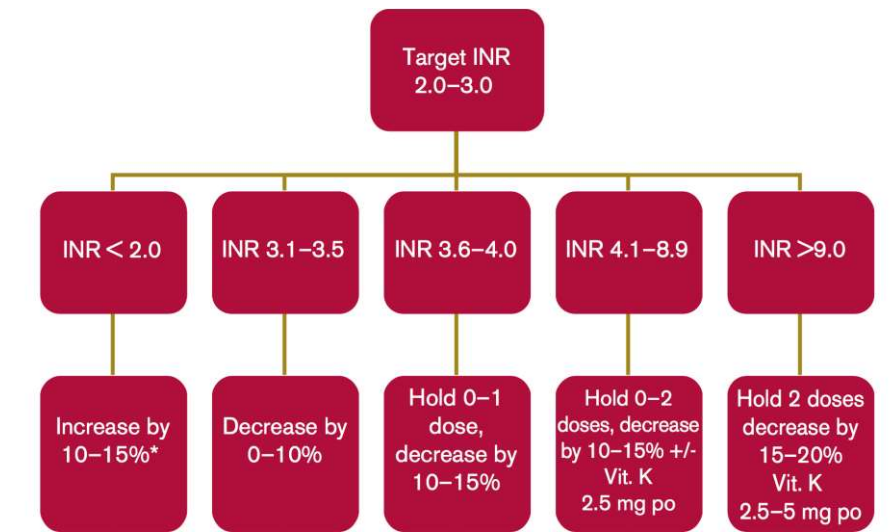 Target INR
2.0–3.0
INR < 2.0
INR 3.1–3.5
INR 3.6–4.0
INR 4.1–8.9
INR >9.0
Increase by
10–15%*
Decrease by
0–10%
Hold 0–1
dose,
decrease by
10–15%
Hold 0–2
doses, decrease
by 10–15% +/-
Vit. K
2.5 mg po
Hold 2 doses
decrease by
15–20%
Vit. K
2.5–5 mg po